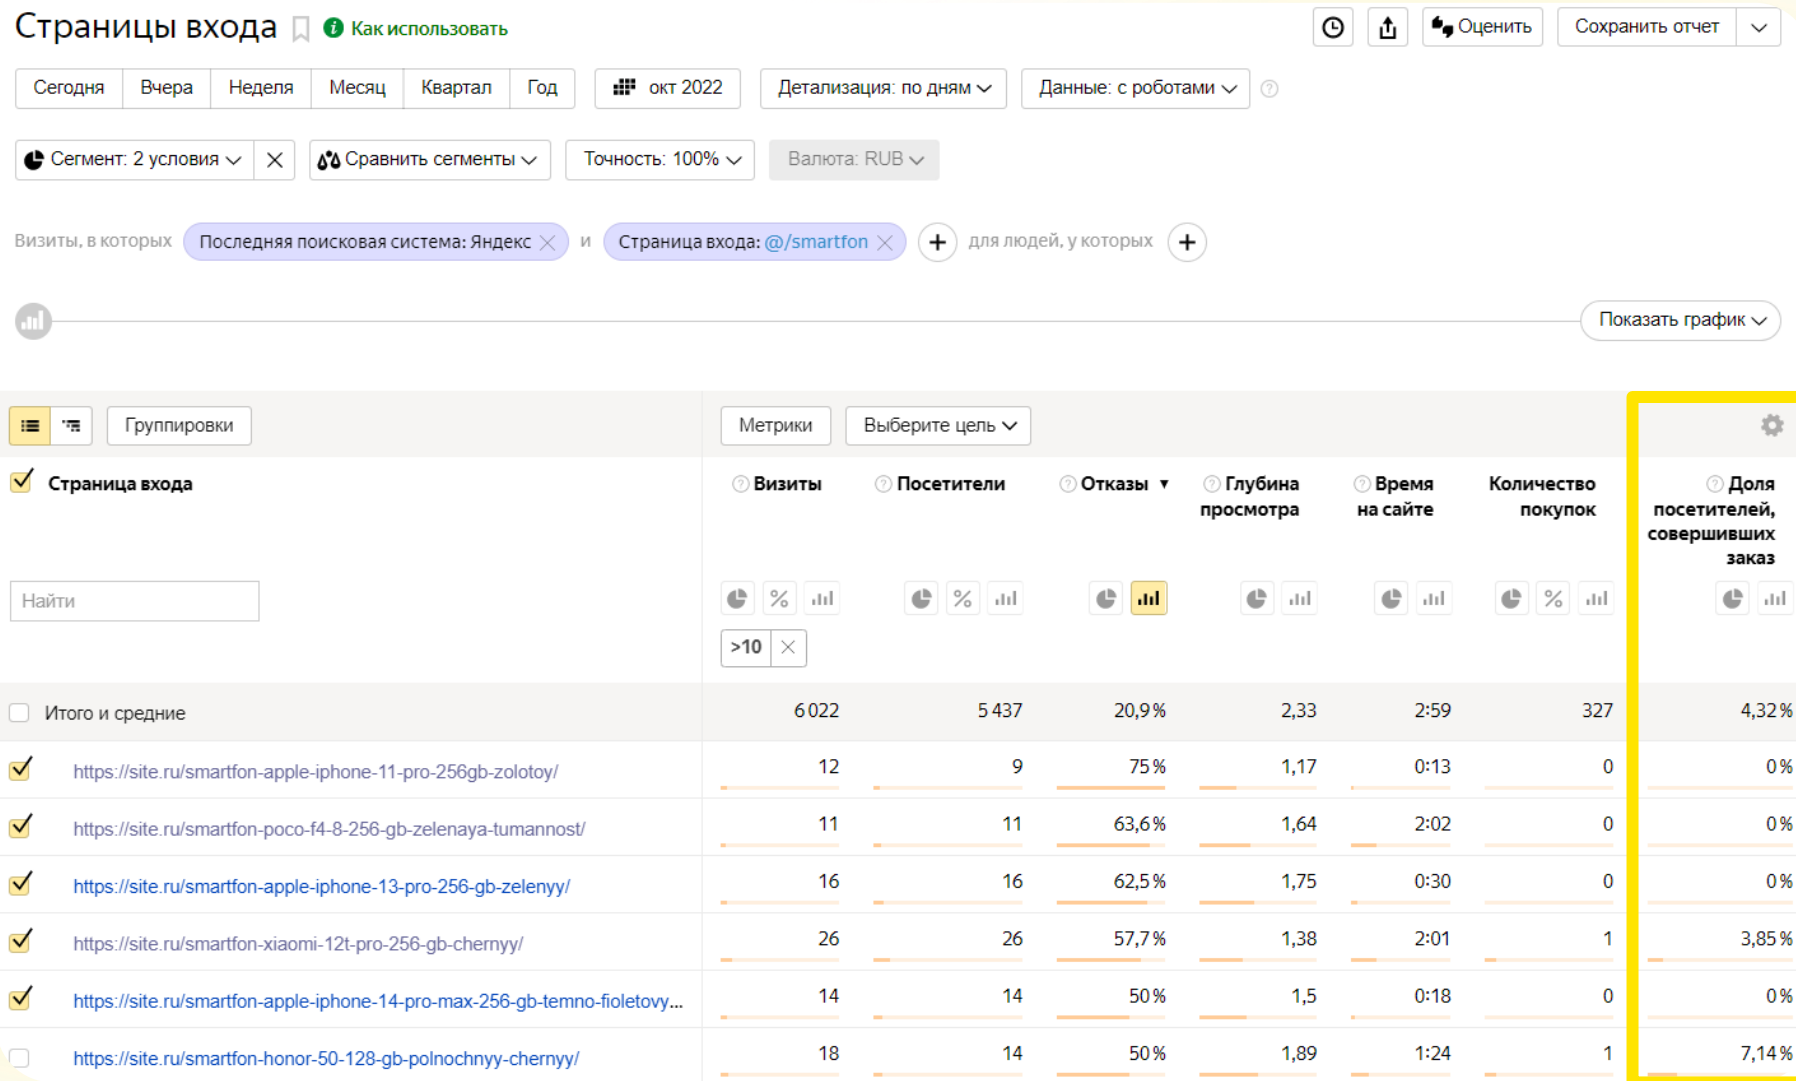 Страницы входа Как использовать Оценить Сохранить отчет
Сегодня Вчера Неделя Месяц Квартал Год окт 2022 Детализация: по дням Данные: с роботами ?
Сегмент: 2 условия Сравнить сегменты Точность: 100% Валюта: RUB
Визиты, в которых Последняя поисковая система: Яндекс и Страница входа: @/smartfon + для людей, у которых +
Показать график
Группировки Метрики Выберите цель
Страница входа ? Визиты ? Посетители ? Отказы ▼ ? Глубина просмотра ? Время на сайте Количество покупок ? Доля посетителей, совершивших заказ
Найти % % %
>10
Итого и средние 6 022 5 437 20,9 % 2,33 2:59 327 4,32 %
https://site.ru/smartfon-apple-iphone-11-pro-256gb-zolotoy/ 12 9 75 % 1,17 0:13 0 0 %
https://site.ru/smartfon-poco-f4-8-256-gb-zelenaya-tumannost/ 11 11 63,6 % 1,64 2:02 0 0 %
https://site.ru/smartfon-apple-iphone-13-pro-256-gb-zelenyy/ 16 16 62,5 % 1,75 0:30 0 0 %
https://site.ru/smartfon-xiaomi-12t-pro-256-gb-chernyy/ 26 26 57,7 % 1,38 2:01 1 3,85 %
https://site.ru/smartfon-apple-iphone-14-pro-max-256-gb-temno-fioletovy... 14 14 50 % 1,5 0:18 0 0 %
https://site.ru/smartfon-honor-50-128-gb-polnochnyy-chernyy/ 18 14 50 % 1,89 1:24 1 7,14 %